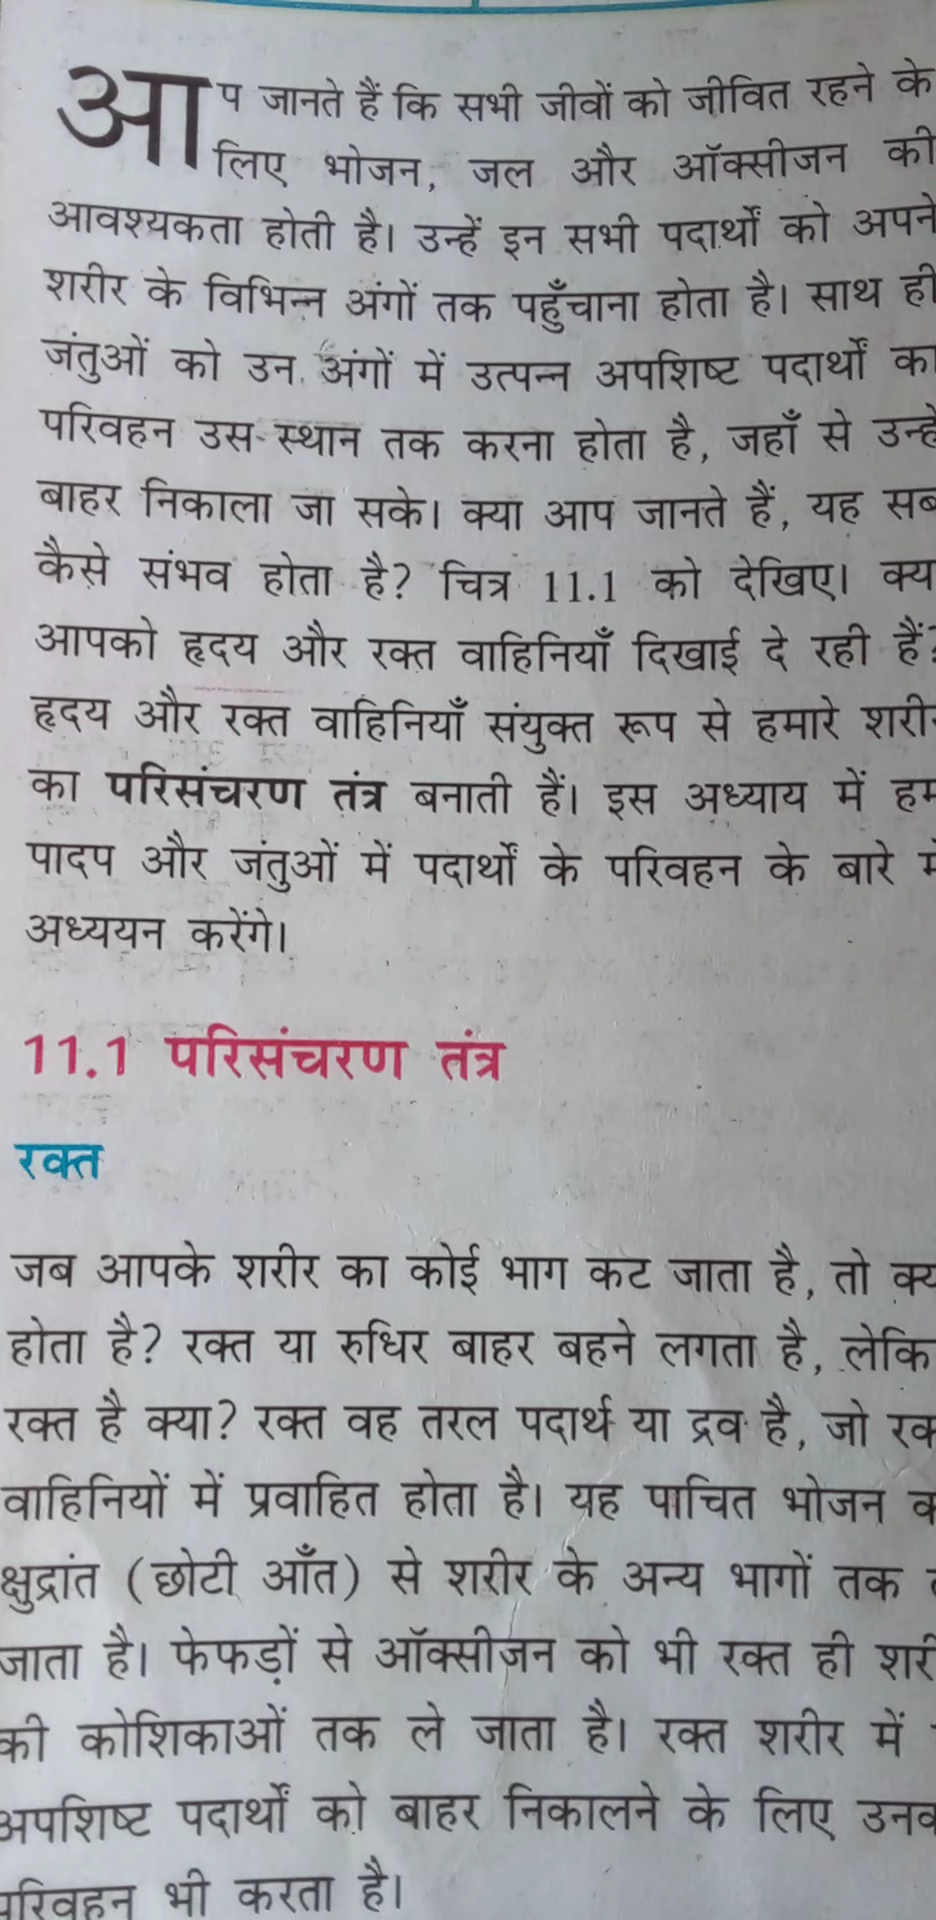 आप जानते हैं कि सभी जीवों को जीवित रहने के
लिए भोजन, जल और ऑक्सीजन की
आवश्यकता होती है। उन्हें इन सभी पदार्थों को अपने
शरीर के विभिन्न अंगों तक पहुँचाना होता है। साथ ही
जंतुओं को उन अंगों में उत्पन्न अपशिष्ट पदार्थों का
परिवहन उस स्थान तक करना होता है, जहाँ से उन्हें
बाहर निकाला जा सके। क्या आप जानते हैं, यह सब
कैसे संभव होता है? चित्र 11.1 को देखिए। क्य
आपको हृदय और रक्त वाहिनियाँ दिखाई दे रही हैं?
हृदय और रक्त वाहिनियाँ संयुक्त रूप से हमारे शरी
का परिसंचरण तंत्र बनाती हैं। इस अध्याय में हम
पादप और जंतुओं में पदार्थों के परिवहन के बारे में
अध्ययन करेंगे।
11.1 परिसंचरण तंत्र
रक्त
जब आपके शरीर का कोई भाग कट जाता है, तो क्य
होता है? रक्त या रुधिर बाहर बहने लगता है, लेकि
रक्त है क्या? रक्त वह तरल पदार्थ या द्रव है, जो रक
वाहिनियों में प्रवाहित होता है। यह पाचित भोजन क
क्षुद्रांत (छोटी आँत) से शरीर के अन्य भागों तक
जाता है। फेफड़ों से ऑक्सीजन को भी रक्त ही शरी
की कोशिकाओं तक ले जाता है। रक्त शरीर में
अपशिष्ट पदार्थों को बाहर निकालने के लिए उनक
परिवहन भी करता है।